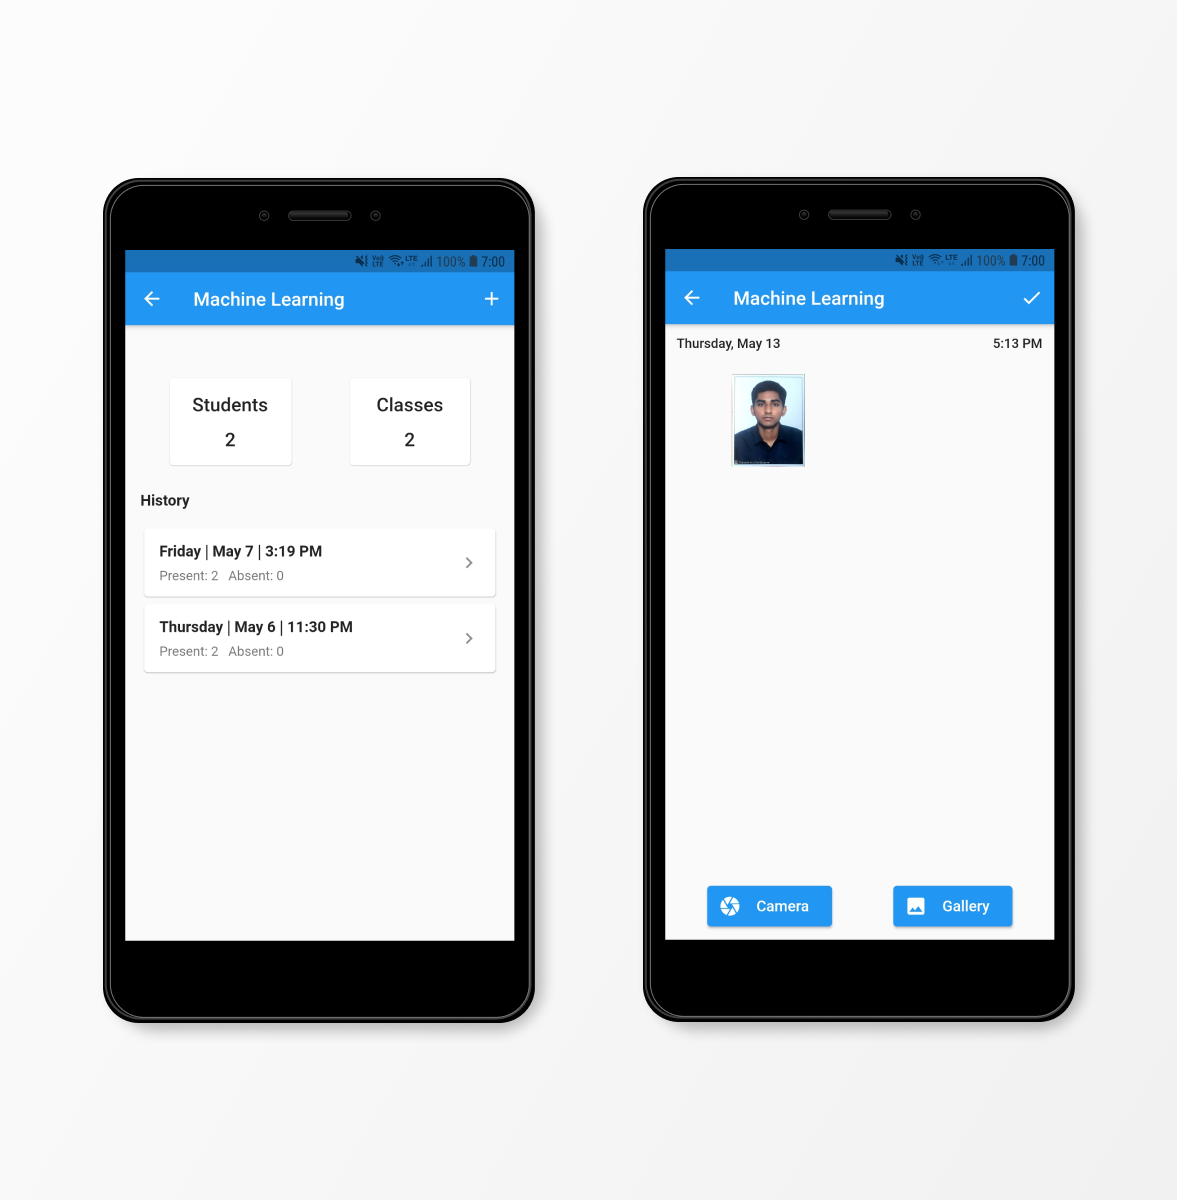 100% 7:00
Machine Learning
Students
2
Classes
2
History
Friday | May 7 | 3:19 PM
Present: 2 Absent: 0
Thursday | May 6 | 11:30 PM
Present: 2 Absent: 0
LTE 100% 7:00
Machine Learning
Thursday, May 13
5:13 PM
Camera
Gallery